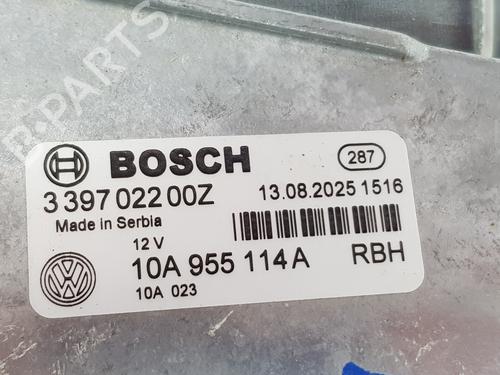 B-PARTS
BOSCH 287
3 397 022 00Z 13.08.2025 1516
Made in Serbia
12 V
10A 955 114 A RBH
10A 023